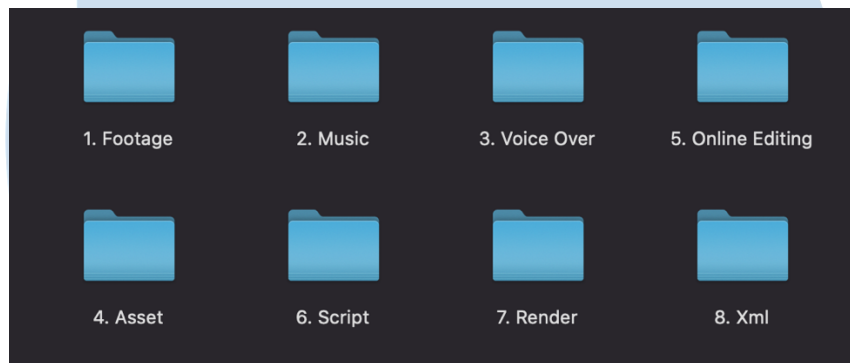 1. Footage
2. Music
3. Voice Over
5. Online Editing
4. Asset
6. Script
7. Render
8. Xml